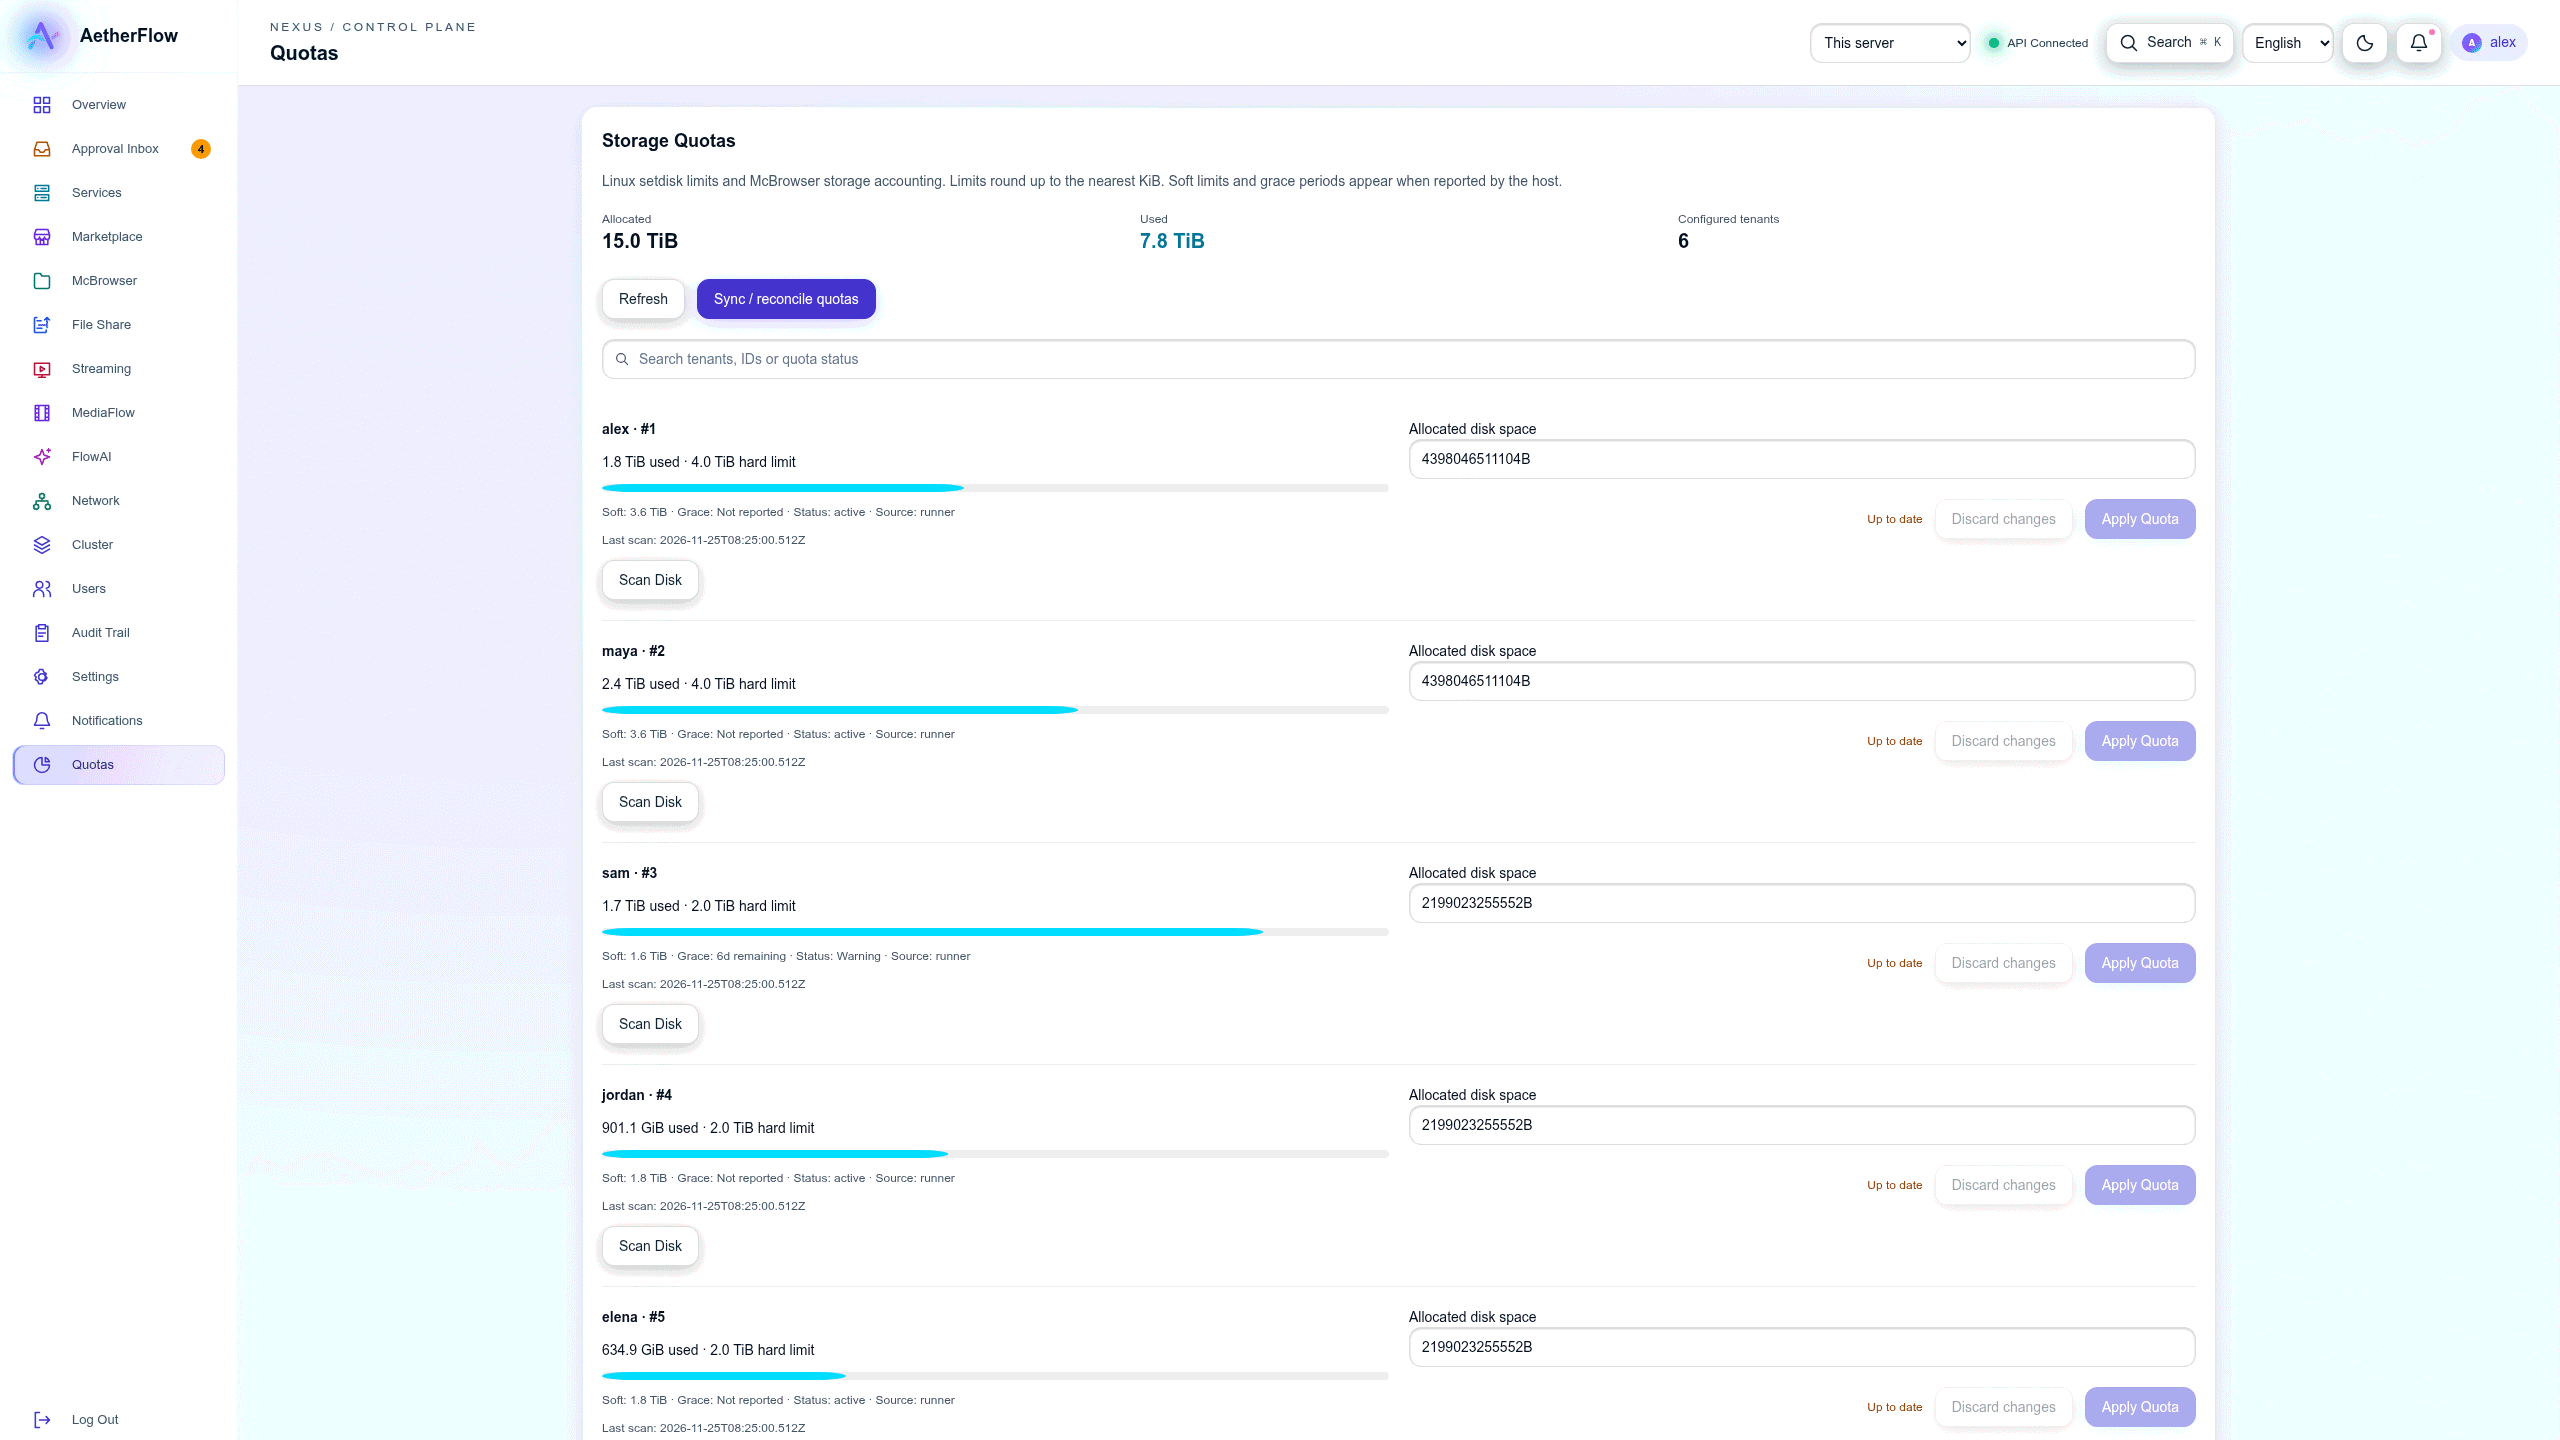 AetherFlow
NEXUS / CONTROL PLANE
Quotas
This server
API Connected
Search ⌘ K
English
A alex
Overview
Approval Inbox 4
Services
Marketplace
McBrowser
File Share
Streaming
MediaFlow
FlowAI
Network
Cluster
Users
Audit Trail
Settings
Notifications
Quotas
Log Out
Storage Quotas
Linux setdisk limits and McBrowser storage accounting. Limits round up to the nearest KiB. Soft limits and grace periods appear when reported by the host.
Allocated
15.0 TiB
Used
7.8 TiB
Configured tenants
6
Refresh
Sync / reconcile quotas
Search tenants, IDs or quota status
alex · #1
1.8 TiB used · 4.0 TiB hard limit
Soft: 3.6 TiB · Grace: Not reported · Status: active · Source: runner
Last scan: 2026-11-25T08:25:00.512Z
Scan Disk
Allocated disk space
4398046511104B
Up to date
Discard changes
Apply Quota
maya · #2
2.4 TiB used · 4.0 TiB hard limit
Soft: 3.6 TiB · Grace: Not reported · Status: active · Source: runner
Last scan: 2026-11-25T08:25:00.512Z
Scan Disk
Allocated disk space
4398046511104B
Up to date
Discard changes
Apply Quota
sam · #3
1.7 TiB used · 2.0 TiB hard limit
Soft: 1.6 TiB · Grace: 6d remaining · Status: Warning · Source: runner
Last scan: 2026-11-25T08:25:00.512Z
Scan Disk
Allocated disk space
2199023255552B
Up to date
Discard changes
Apply Quota
jordan · #4
901.1 GiB used · 2.0 TiB hard limit
Soft: 1.8 TiB · Grace: Not reported · Status: active · Source: runner
Last scan: 2026-11-25T08:25:00.512Z
Scan Disk
Allocated disk space
2199023255552B
Up to date
Discard changes
Apply Quota
elena · #5
634.9 GiB used · 2.0 TiB hard limit
Soft: 1.8 TiB · Grace: Not reported · Status: active · Source: runner
Last scan: 2026-11-25T08:25:00.512Z
Allocated disk space
2199023255552B
Up to date
Discard changes
Apply Quota